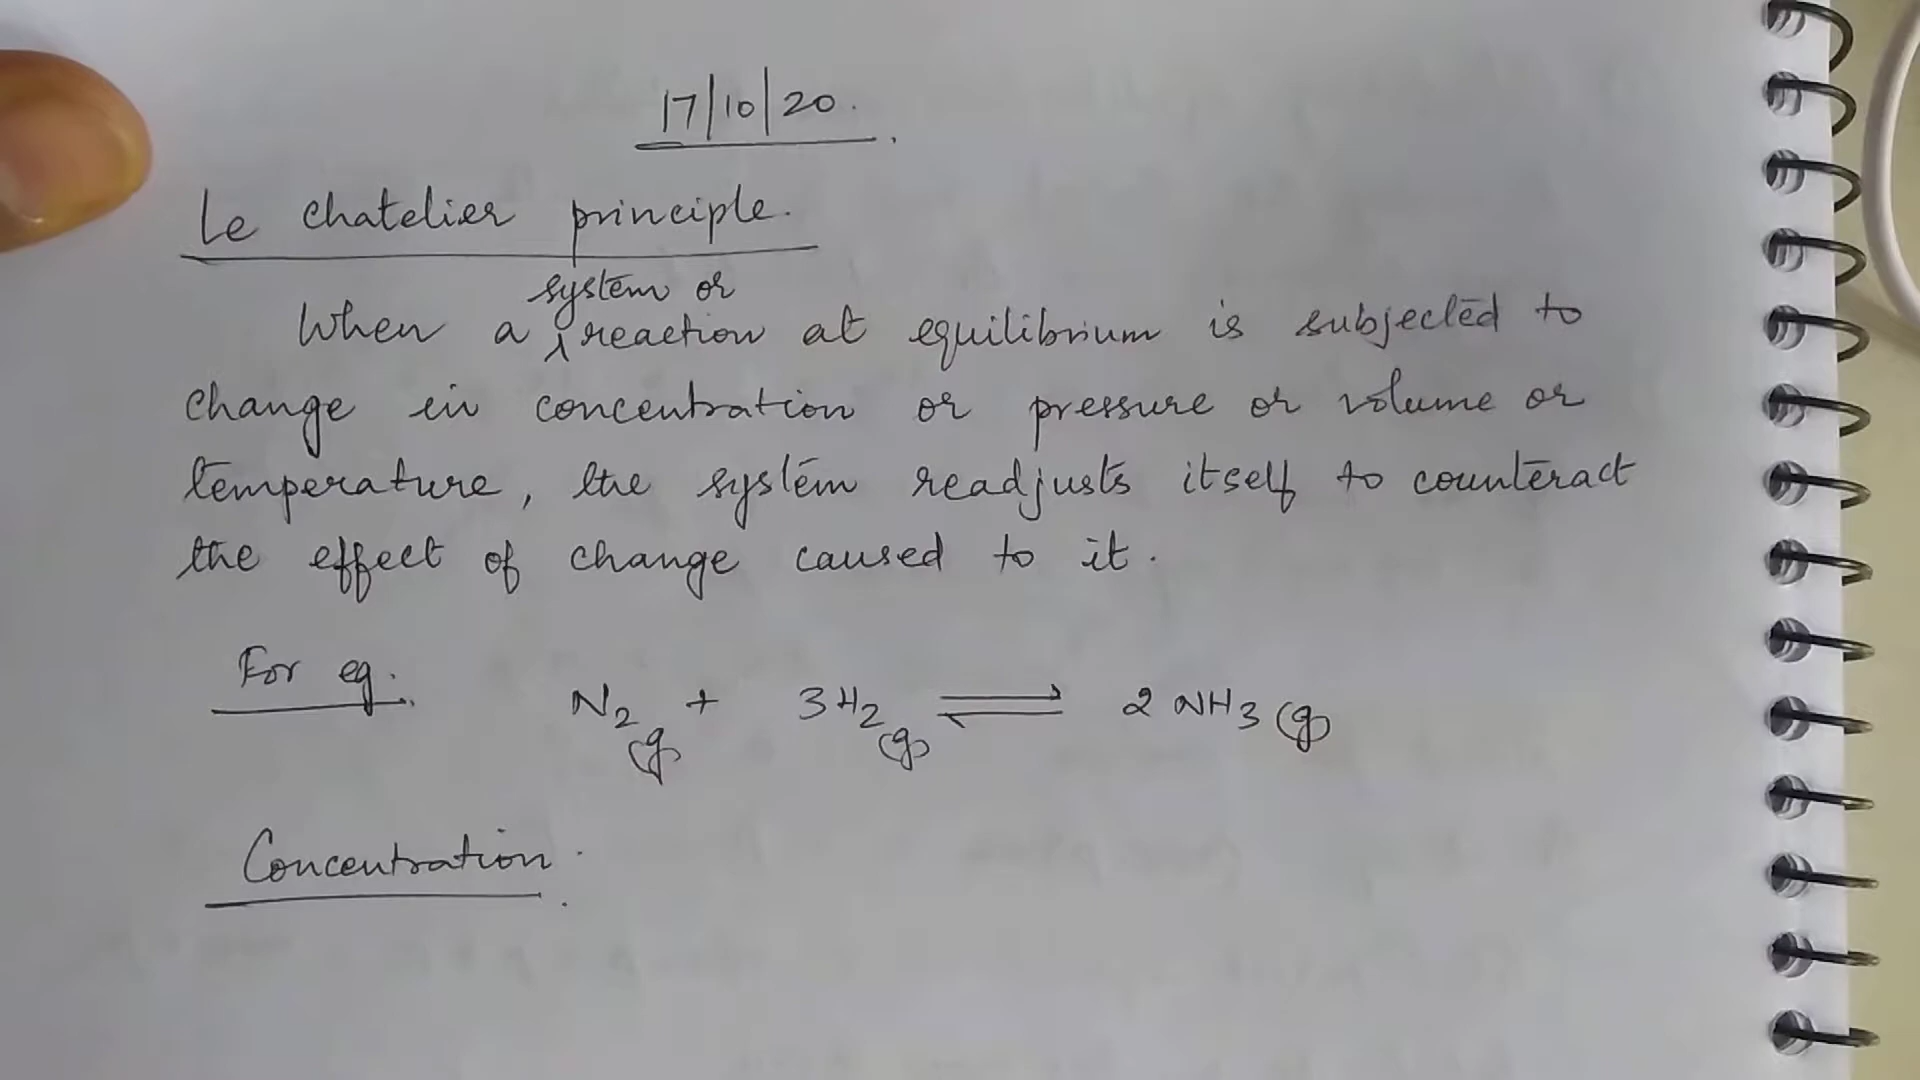 17/10/20.
Le chatelier principle.
system or
When a ⁁ reaction at equilibrium is subjected to
change in concentration or pressure or volume or
temperature, the system readjusts itself to counteract
the effect of change caused to it.
For eg. N2(g) + 3H2(g) ⇌ 2 NH3(g)
Concentration.